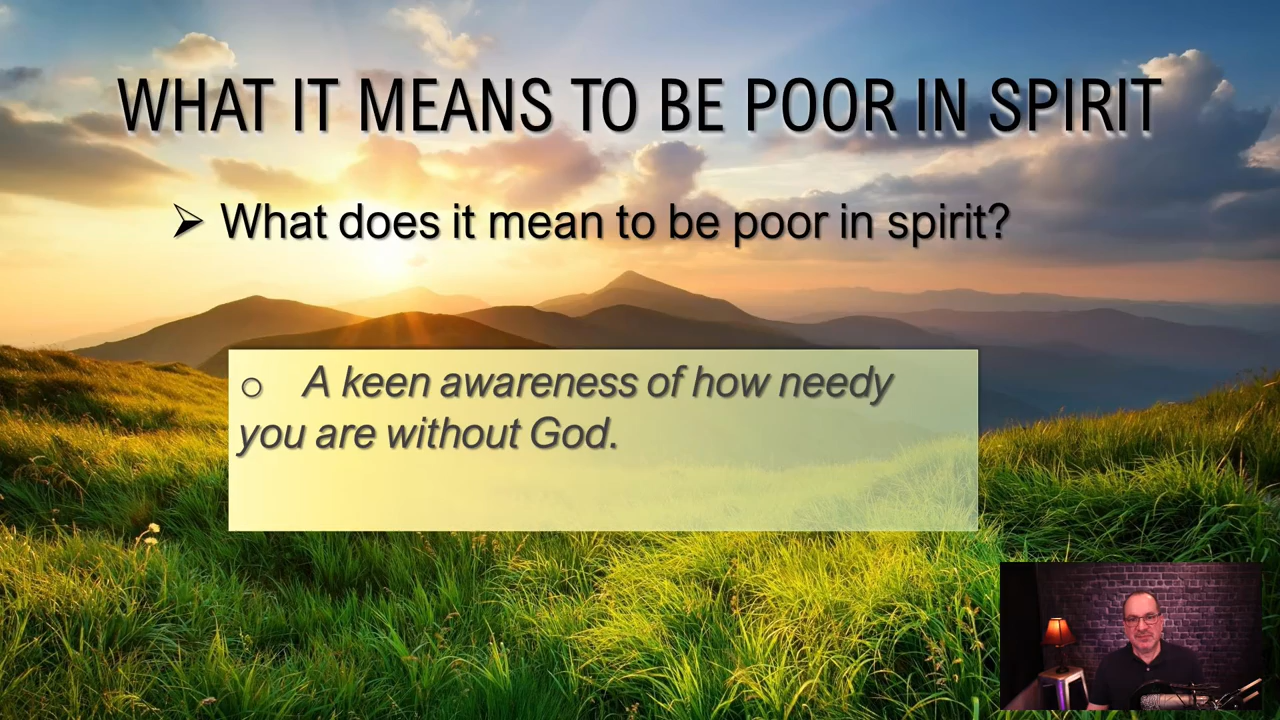 WHAT IT MEANS TO BE POOR IN SPIRIT
➢ What does it mean to be poor in spirit?
○ A keen awareness of how needy
you are without God.